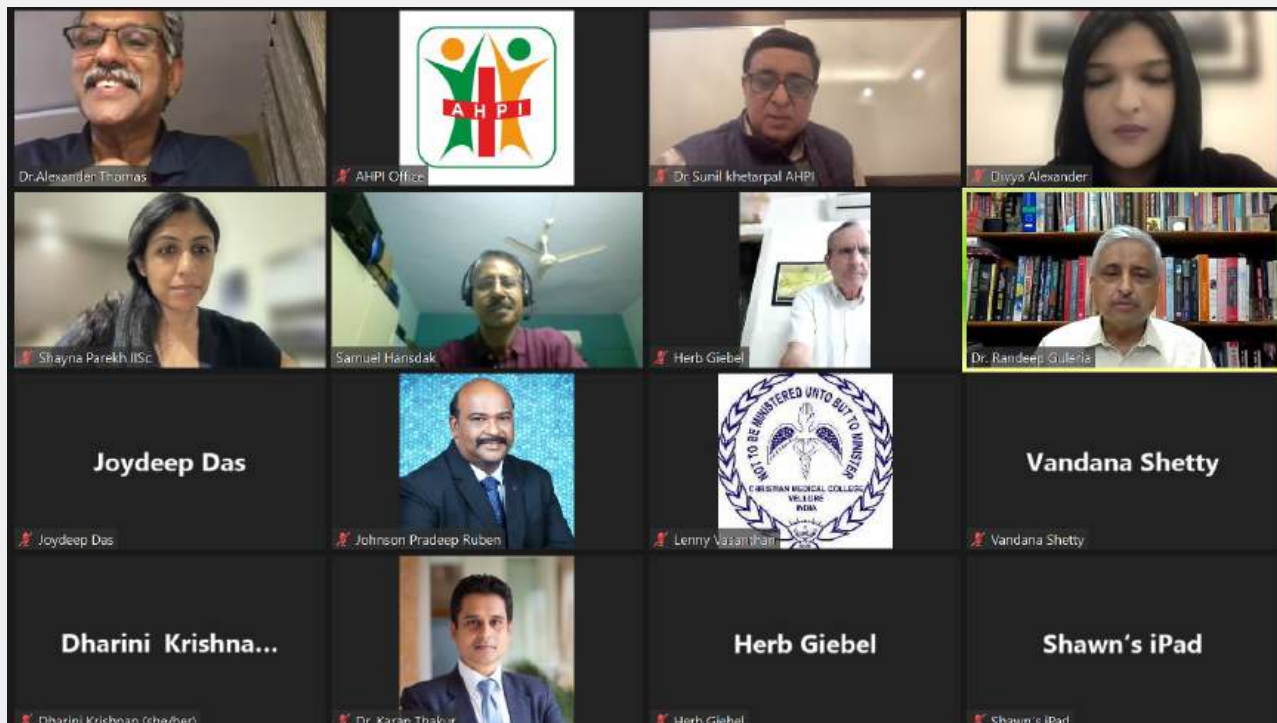 Dr.Alexander Thomas
AHPI
AHPI Office
Dr Sunil khetarpal AHPI
Divya Alexander
Shayna Parekh IISc
Samuel Hansdak
Herb Giebel
Dr. Randeep Guleria
Joydeep Das
Joydeep Das
Johnson Pradeep Ruben
NOT TO BE MINISTERED UNTO BUT TO MINISTER
CHRISTIAN MEDICAL COLLEGE
VELLORE
INDIA
Lenny Vasanthan
Vandana Shetty
Vandana Shetty
Dharini Krishna...
Dharini Krishnan (she/her)
Dr. Karan Thakur
Herb Giebel
Herb Giebel
Shawn's iPad
Shawn's iPad